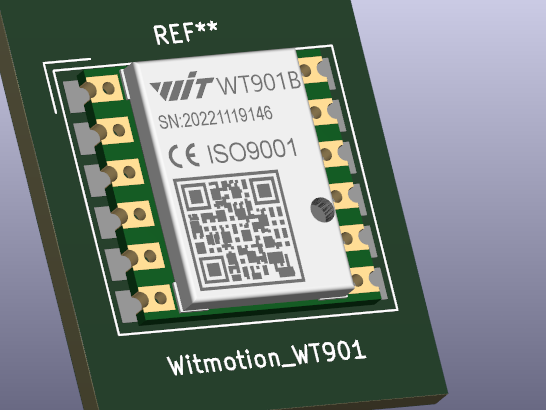 REF**
WIT WT901B
SN:20221119146
CE ISO9001
Witmotion_WT901